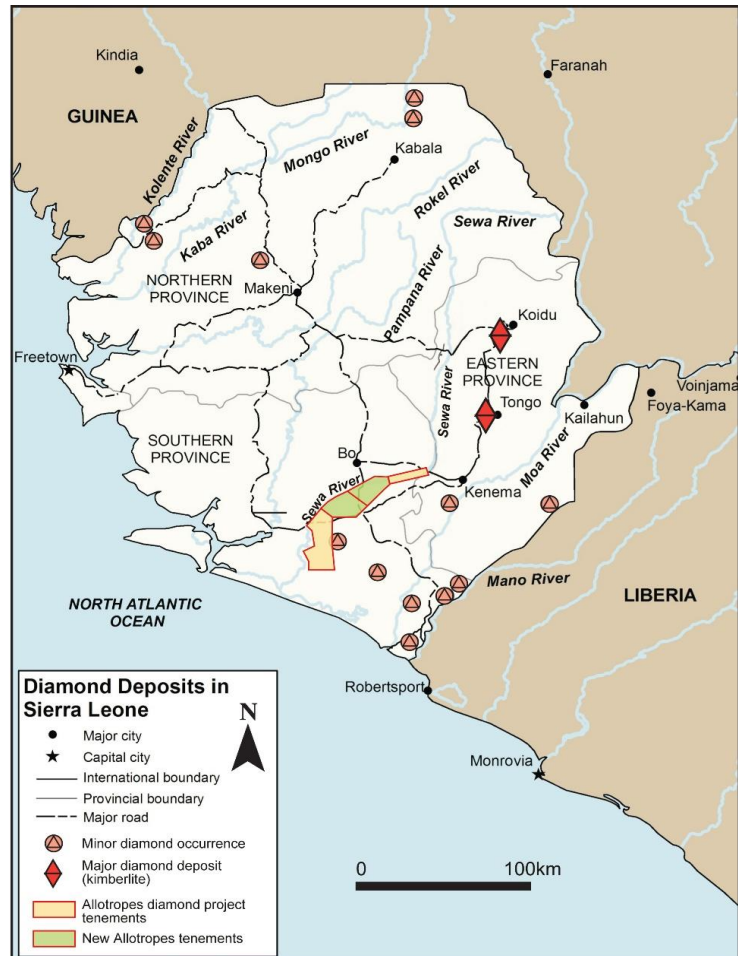 Kindia
Faranah
GUINEA
Kolente River
Mongo River
Kabala
Rokel River
Sewa River
Kaba River
Pampana River
NORTHERN
PROVINCE
Makeni
Koidu
Freetown
EASTERN
PROVINCE
Sewa River
Voinjama
Foya-Kama
Tongo
Kailahun
SOUTHERN
PROVINCE
Bo
Moa River
Sewa River
Kenema
Mano River
LIBERIA
NORTH ATLANTIC
OCEAN
Robertsport
Monrovia
Diamond Deposits in
Sierra Leone
N
Major city
Capital city
International boundary
Provincial boundary
Major road
Minor diamond occurrence
Major diamond deposit
(kimberlite)
Allotropes diamond project
tenements
New Allotropes tenements
0 100km